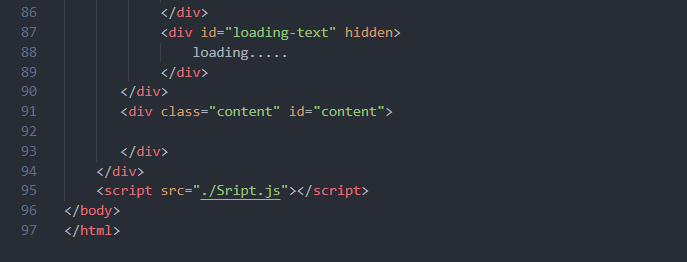 86 </div>
87 <div id="loading-text" hidden>
88 loading.....
89 </div>
90 </div>
91 <div class="content" id="content">
92
93 </div>
94 </div>
95 <script src="./Sript.js"></script>
96 </body>
97 </html>